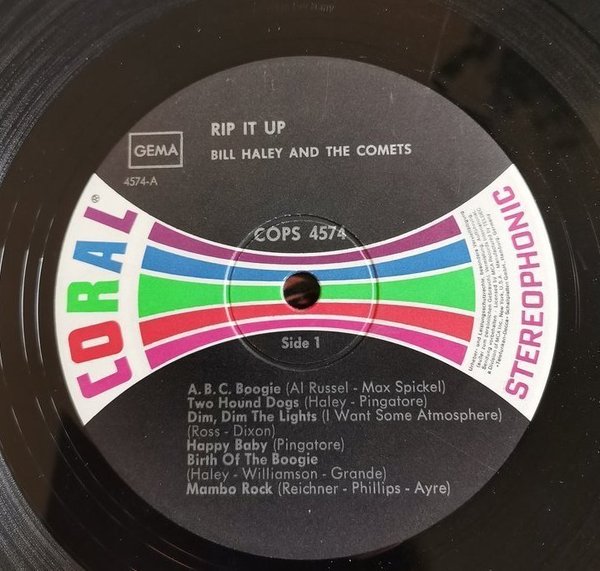 RIP IT UP
BILL HALEY AND THE COMETS
GEMA
4574-A
CORAL®
COPS 4574
STEREOPHONIC
Side 1
A.B.C. Boogie (Al Russel - Max Spickel)
Two Hound Dogs (Haley - Pingatore)
Dim, Dim The Lights (I Want Some Atmosphere)
(Ross - Dixon)
Happy Baby (Pingatore)
Birth Of The Boogie
(Haley - Williamson - Grande)
Mambo Rock (Reichner - Phillips - Ayre)